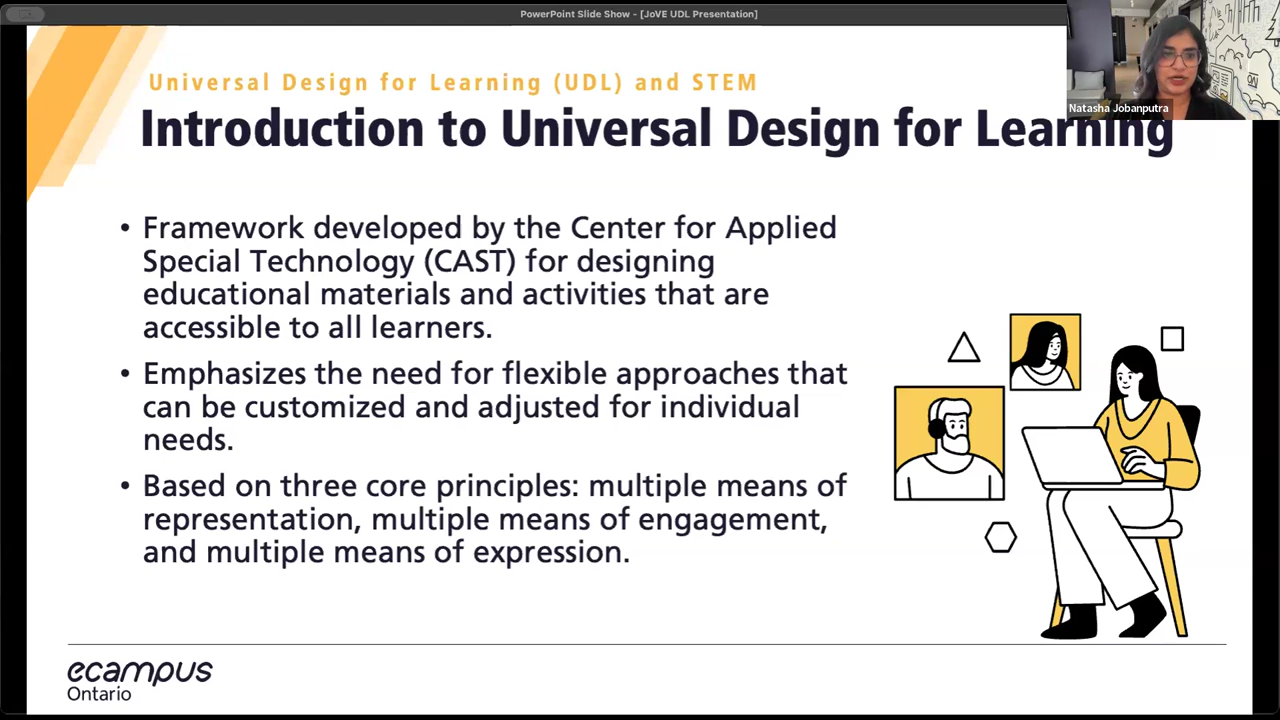 PowerPoint Slide Show - [JoVE UDL Presentation]
Natasha Jobanputra
Universal Design for Learning (UDL) and STEM
Introduction to Universal Design for Learning
• Framework developed by the Center for Applied
Special Technology (CAST) for designing
educational materials and activities that are
accessible to all learners.
• Emphasizes the need for flexible approaches that
can be customized and adjusted for individual
needs.
• Based on three core principles: multiple means of
representation, multiple means of engagement,
and multiple means of expression.
ecampus
Ontario